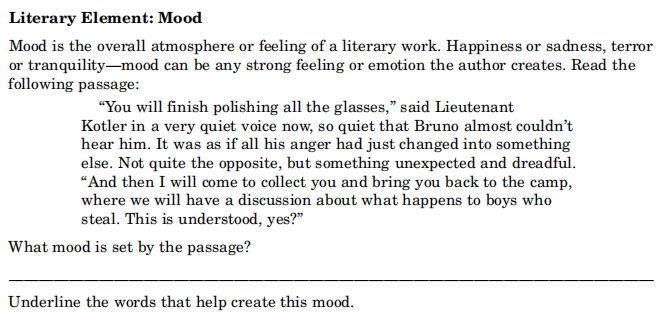 Literary Element: Mood
Mood is the overall atmosphere or feeling of a literary work. Happiness or sadness, terror
or tranquility—mood can be any strong feeling or emotion the author creates. Read the
following passage:
“You will finish polishing all the glasses,” said Lieutenant
Kotler in a very quiet voice now, so quiet that Bruno almost couldn’t
hear him. It was as if all his anger had just changed into something
else. Not quite the opposite, but something unexpected and dreadful.
“And then I will come to collect you and bring you back to the camp,
where we will have a discussion about what happens to boys who
steal. This is understood, yes?”
What mood is set by the passage?
Underline the words that help create this mood.